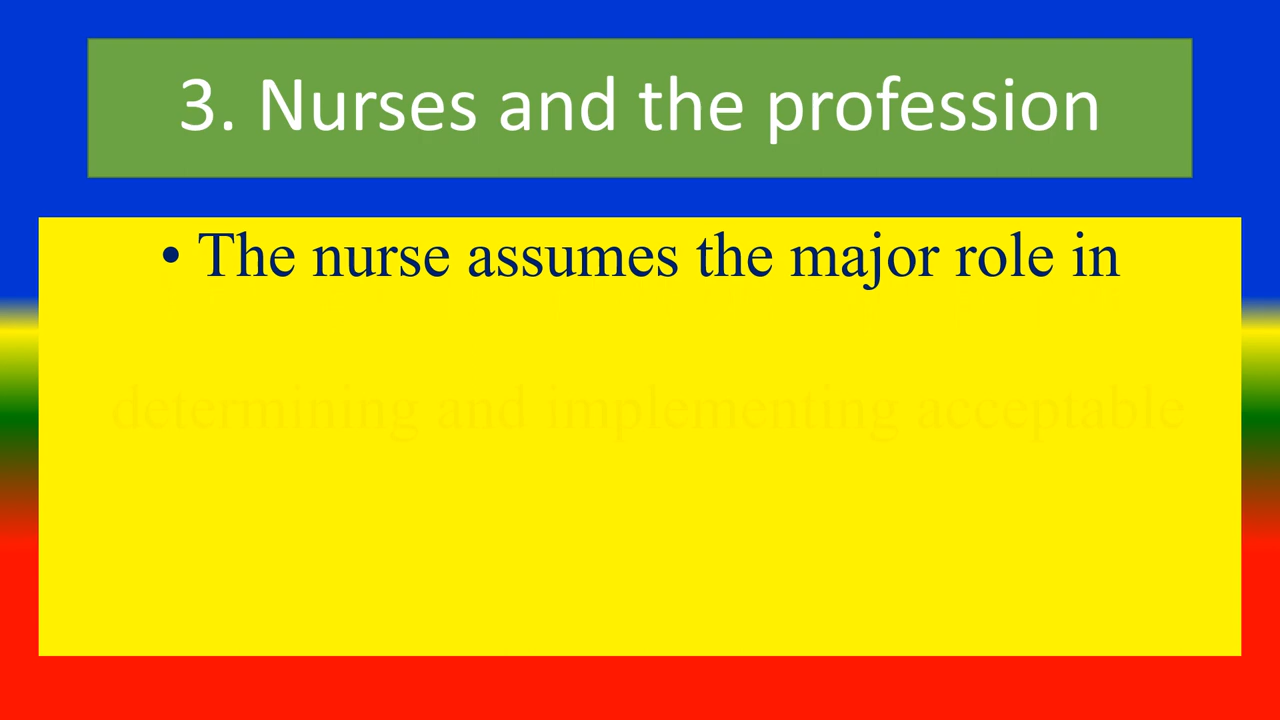 3. Nurses and the profession
• The nurse assumes the major role in
determining and implementing acceptable